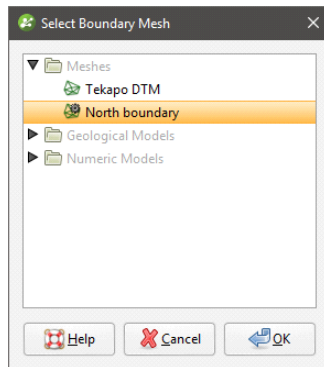 Select Boundary Mesh
Meshes
Tekapo DTM
North boundary
Geological Models
Numeric Models
Help
Cancel
OK